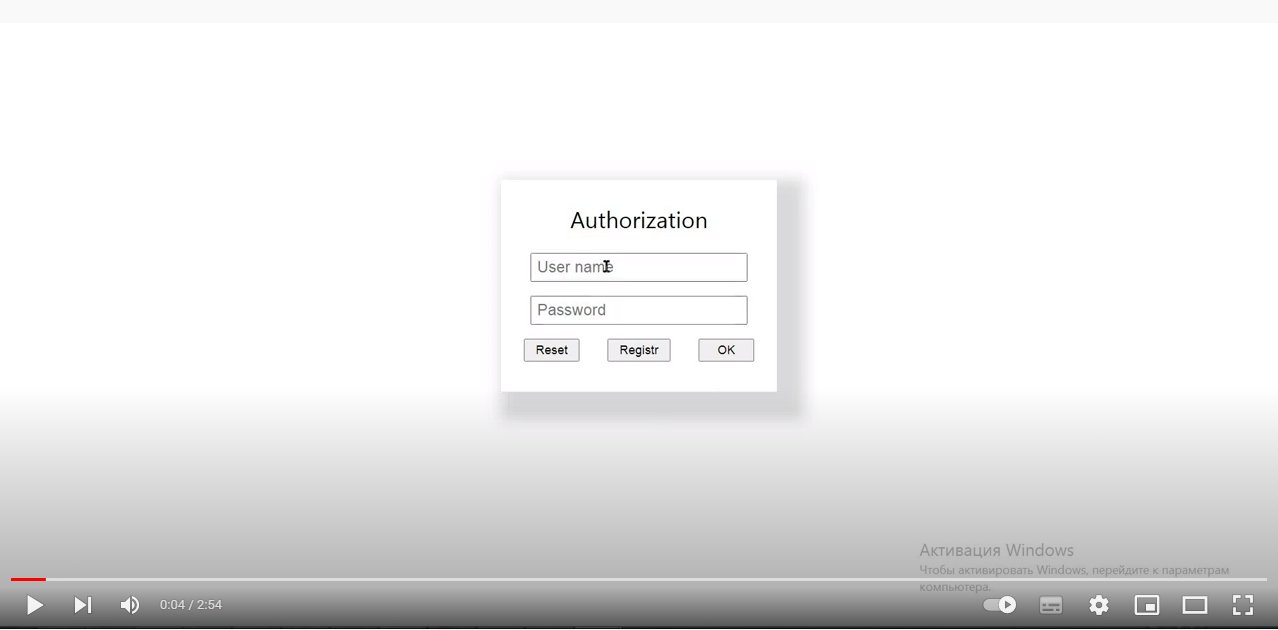 Authorization
User name
Password
Reset Registr OK
Активация Windows
Чтобы активировать Windows, перейдите к параметрам
компьютера.
0:04 / 2:54